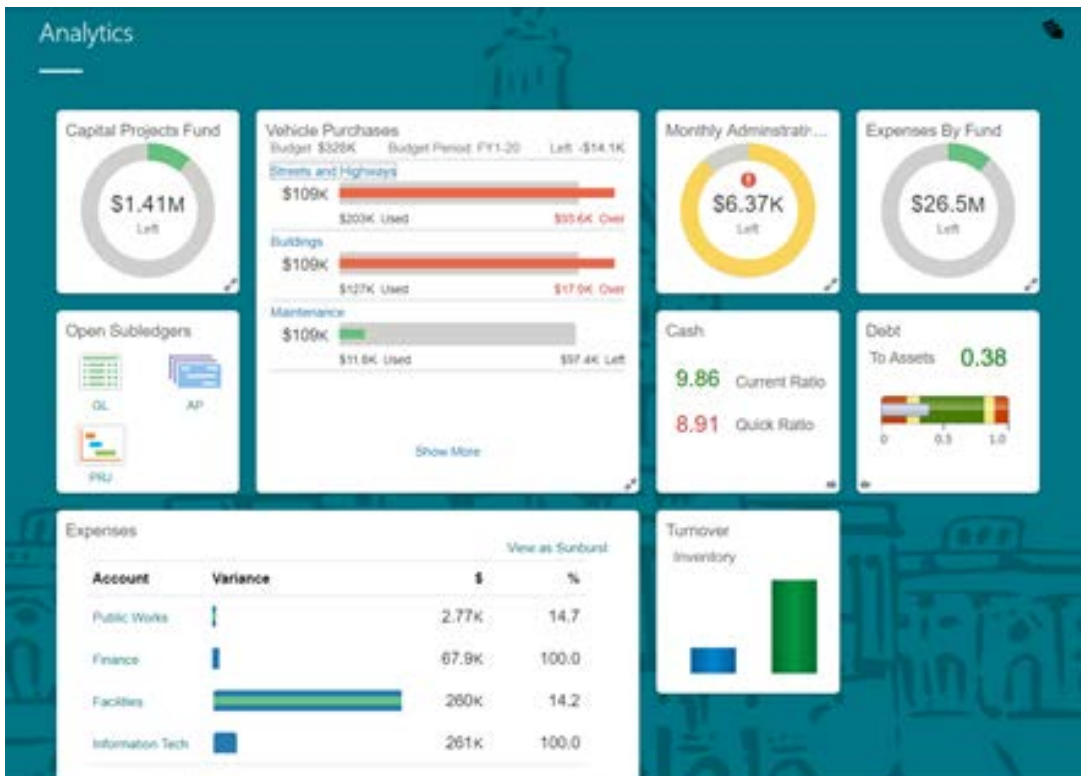 Analytics
Capital Projects Fund
$1.41M
Left
Vehicle Purchases
Budget $328K Budget Period FY1-20 Left -$14.1K
Streets and Highways
$109K
$203K Used Over
Buildings
$109K
$127K Used $17.9K Over
Maintenance
$109K
$11.6K Used $97.4K Left
Show More
Monthly Adminstrativ...
$6.37K
Left
Expenses By Fund
$26.5M
Left
Open Subledgers
GL AP
PRJ
Cash
9.86 Current Ratio
8.91 Quick Ratio
Debt
To Assets 0.38
0 0.5 1.0
Expenses
View as Sunburst
Account Variance $ %
Public Works 2.77K 14.7
Finance 67.9K 100.0
Facilities 260K 14.2
Information Tech 261K 100.0
Turnover
Inventory